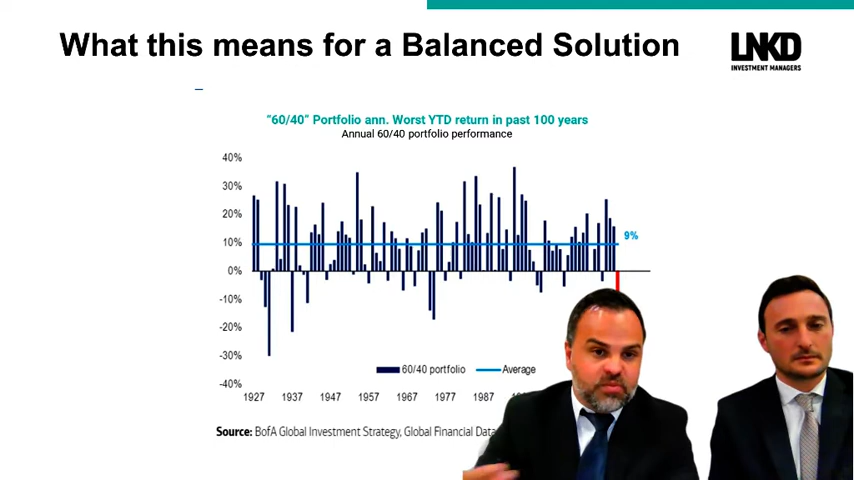 What this means for a Balanced Solution
LNKD
INVESTMENT MANAGERS
"60/40" Portfolio ann. Worst YTD return in past 100 years
Annual 60/40 portfolio performance
40%
30%
20%
10%
0%
-10%
-20%
-30%
-40%
9%
60/40 portfolio
Average
1927 1937 1947 1957 1967 1977 1987
Source: BofA Global Investment Strategy, Global Financial Data